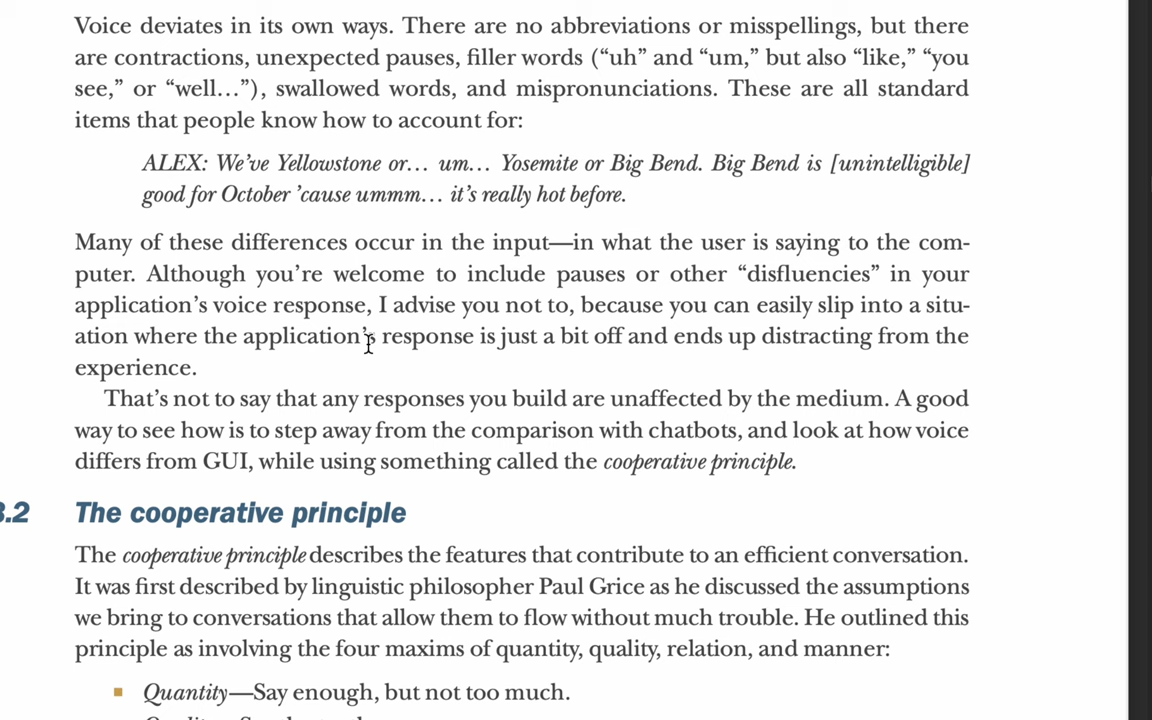 Voice deviates in its own ways. There are no abbreviations or misspellings, but there
are contractions, unexpected pauses, filler words (“uh” and “um,” but also “like,” “you
see,” or “well…”), swallowed words, and mispronunciations. These are all standard
items that people know how to account for:
ALEX: We’ve Yellowstone or… um… Yosemite or Big Bend. Big Bend is [unintelligible]
good for October ’cause ummm… it’s really hot before.
Many of these differences occur in the input—in what the user is saying to the com-
puter. Although you’re welcome to include pauses or other “disfluencies” in your
application’s voice response, I advise you not to, because you can easily slip into a situ-
ation where the application’s response is just a bit off and ends up distracting from the
experience.
That’s not to say that any responses you build are unaffected by the medium. A good
way to see how is to step away from the comparison with chatbots, and look at how voice
differs from GUI, while using something called the cooperative principle.
.2 The cooperative principle
The cooperative principle describes the features that contribute to an efficient conversation.
It was first described by linguistic philosopher Paul Grice as he discussed the assumptions
we bring to conversations that allow them to flow without much trouble. He outlined this
principle as involving the four maxims of quantity, quality, relation, and manner:
■ Quantity—Say enough, but not too much.